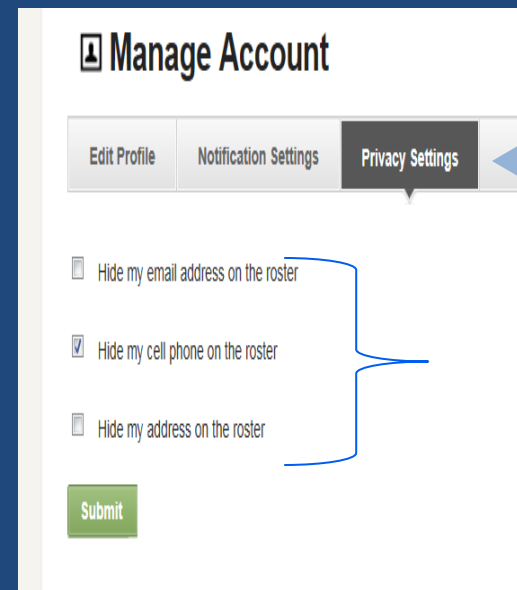 Manage Account
Edit Profile Notification Settings Privacy Settings
Hide my email address on the roster
Hide my cell phone on the roster
Hide my address on the roster
Submit